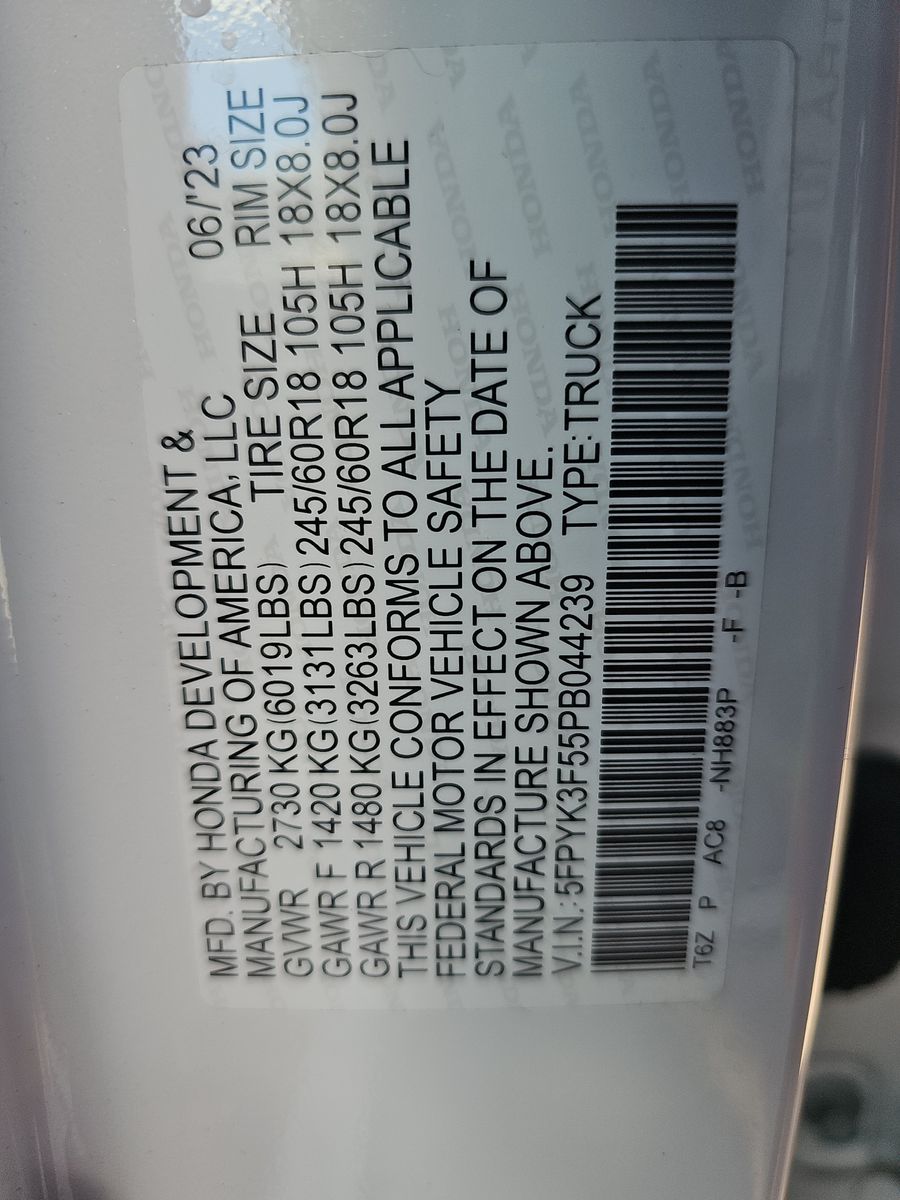 MFD. BY HONDA DEVELOPMENT & 06/'23
MANUFACTURING OF AMERICA, LLC RIM SIZE
GVWR 2730 KG(6019LBS) TIRE SIZE
GAWR F 1420 KG(3131LBS) 245/60R18 105H 18X8.0J
GAWR R 1480 KG(3263LBS) 245/60R18 105H 18X8.0J
THIS VEHICLE CONFORMS TO ALL APPLICABLE
FEDERAL MOTOR VEHICLE SAFETY
STANDARDS IN EFFECT ON THE DATE OF
MANUFACTURE SHOWN ABOVE.
V.I.N.: 5FPYK3F55PB044239 TYPE: TRUCK
T6Z P AC8 -NH883P -F -B